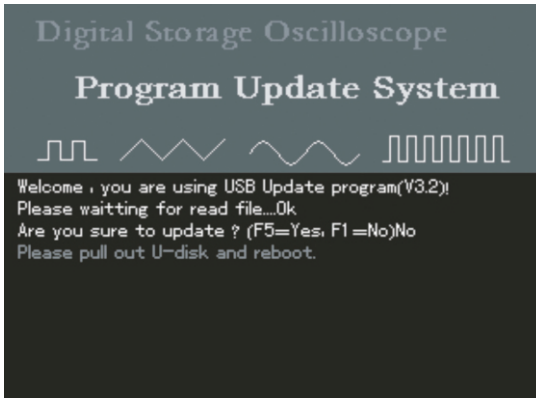 Digital Storage Oscilloscope
Program Update System
Welcome , you are using USB Update program(V3.2)!
Please waitting for read file....Ok
Are you sure to update ? (F5=Yes, F1=No)No
Please pull out U-disk and reboot.